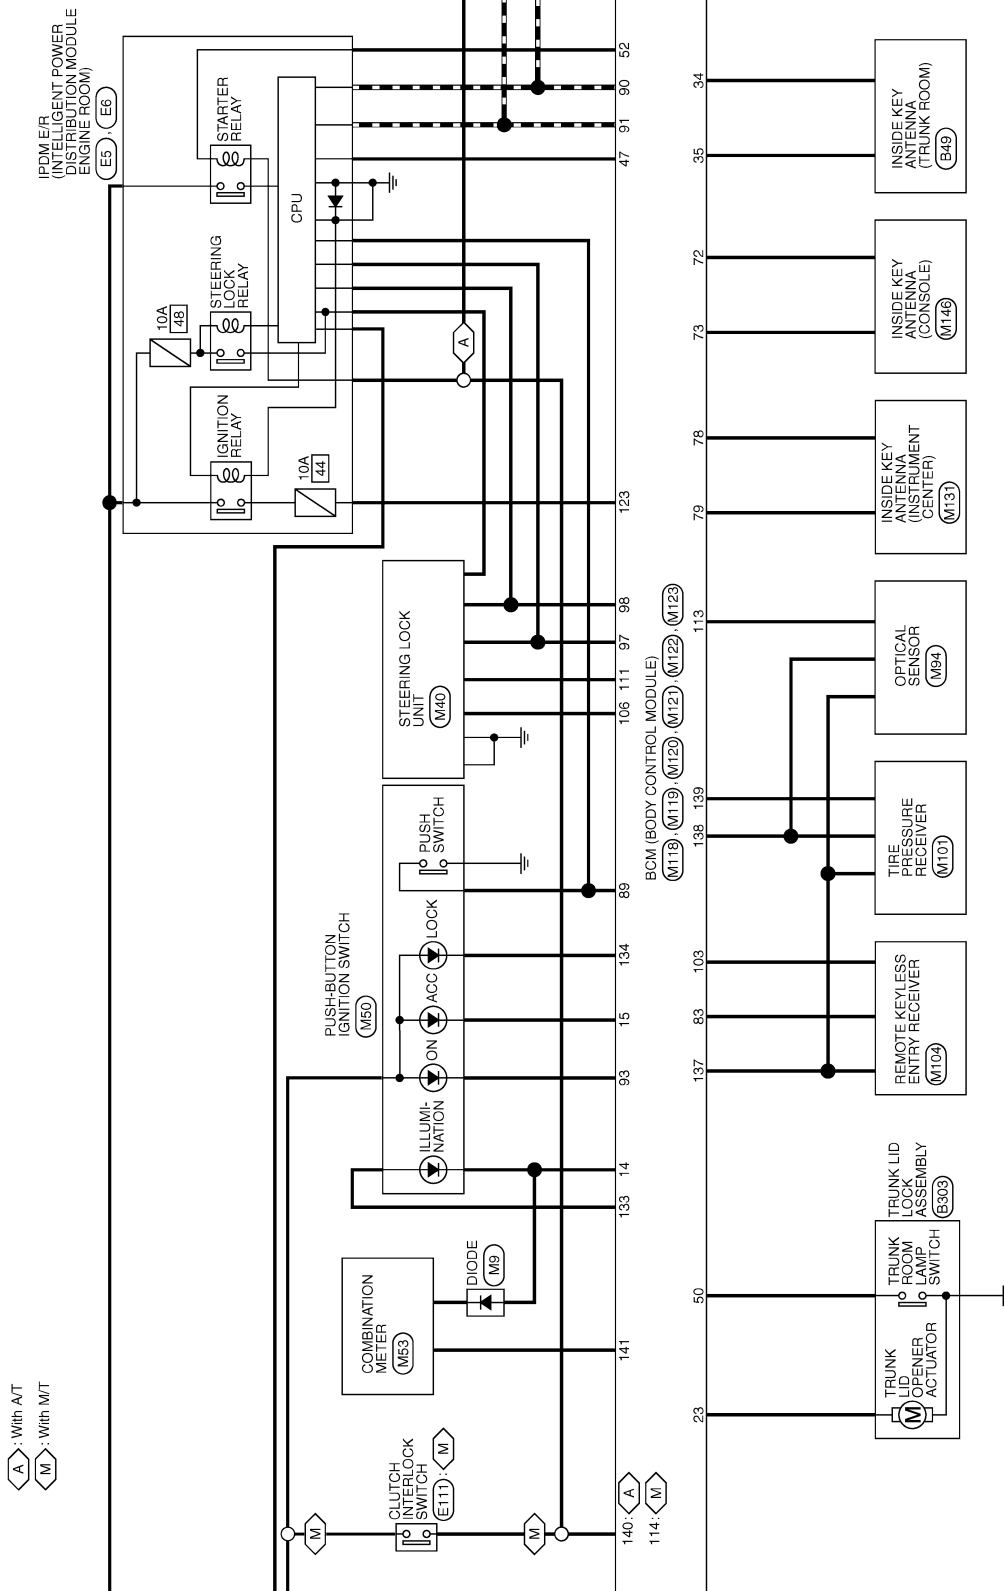 IPDM E/R
(INTELLIGENT POWER
DISTRIBUTION MODULE
ENGINE ROOM)
E5 , E6
STARTER
RELAY
STEERING
LOCK
RELAY
10A
48
IGNITION
RELAY
10A
44
CPU
A
52
90
91
47
123
98
97
111
106
89
134
15
93
14
133
141
140: A
114: M
STEERING LOCK
UNIT
M40
PUSH-BUTTON
IGNITION SWITCH
M50
PUSH
SWITCH
LOCK
ACC
ON
ILLUMI-
NATION
DIODE
M9
COMBINATION
METER
M53
CLUTCH
INTERLOCK
SWITCH
E111 : M
M
M
A : With A/T
M : With M/T
BCM (BODY CONTROL MODULE)
M118 , M119 , M120 , M121 , M122 , M123
34
35
72
73
78
79
113
139
138
103
83
137
50
23
INSIDE KEY
ANTENNA
(TRUNK ROOM)
B49
INSIDE KEY
ANTENNA
(CONSOLE)
M146
INSIDE KEY
ANTENNA
(INSTRUMENT
CENTER)
M131
OPTICAL
SENSOR
M94
TIRE
PRESSURE
RECEIVER
M101
REMOTE KEYLESS
ENTRY RECEIVER
M104
TRUNK LID
LOCK
ASSEMBLY
B303
TRUNK
ROOM
LAMP
SWITCH
TRUNK
LID
OPENER
ACTUATOR
M